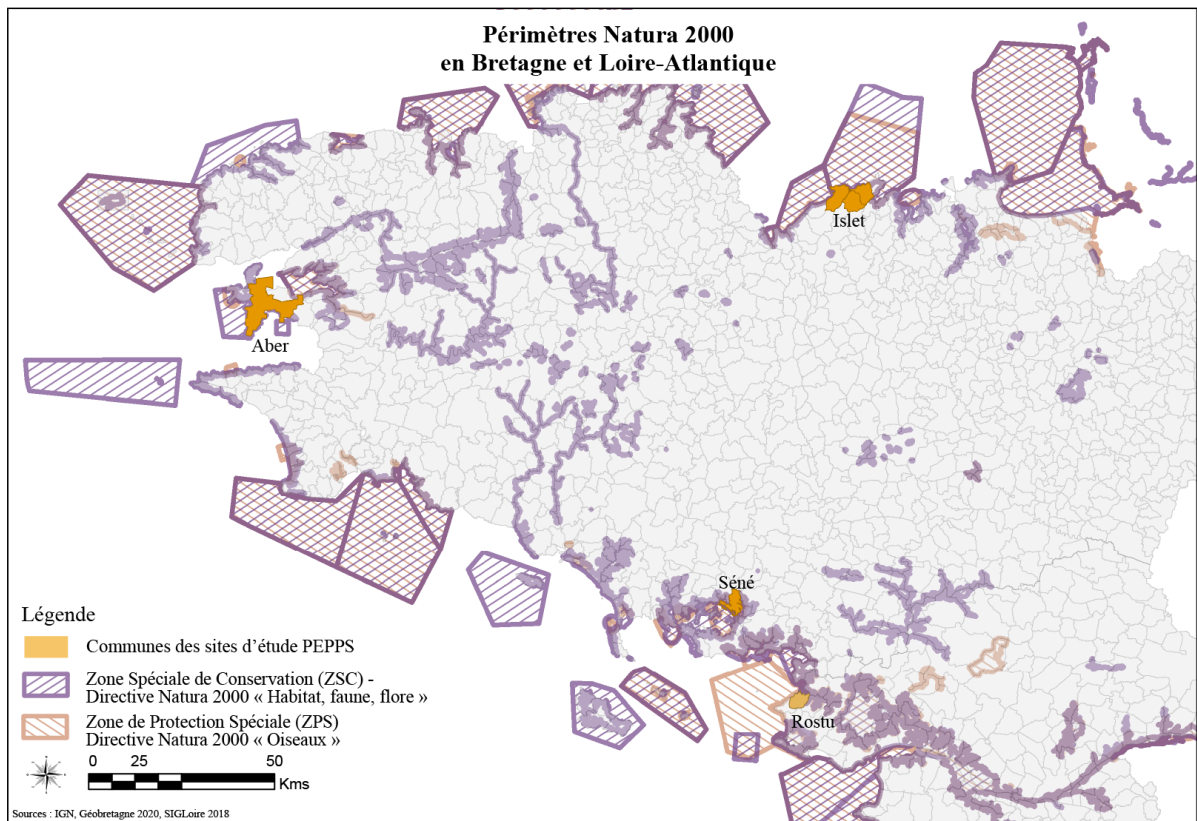 Périmètres Natura 2000
en Bretagne et Loire-Atlantique
Islet
Aber
Séné
Rostu
Légende
Communes des sites d’étude PEPPS
Zone Spéciale de Conservation (ZSC) -
Directive Natura 2000 « Habitat, faune, flore »
Zone de Protection Spéciale (ZPS)
Directive Natura 2000 « Oiseaux »
0 25 50
Kms
Sources : IGN, Géobretagne 2020, SIGLoire 2018